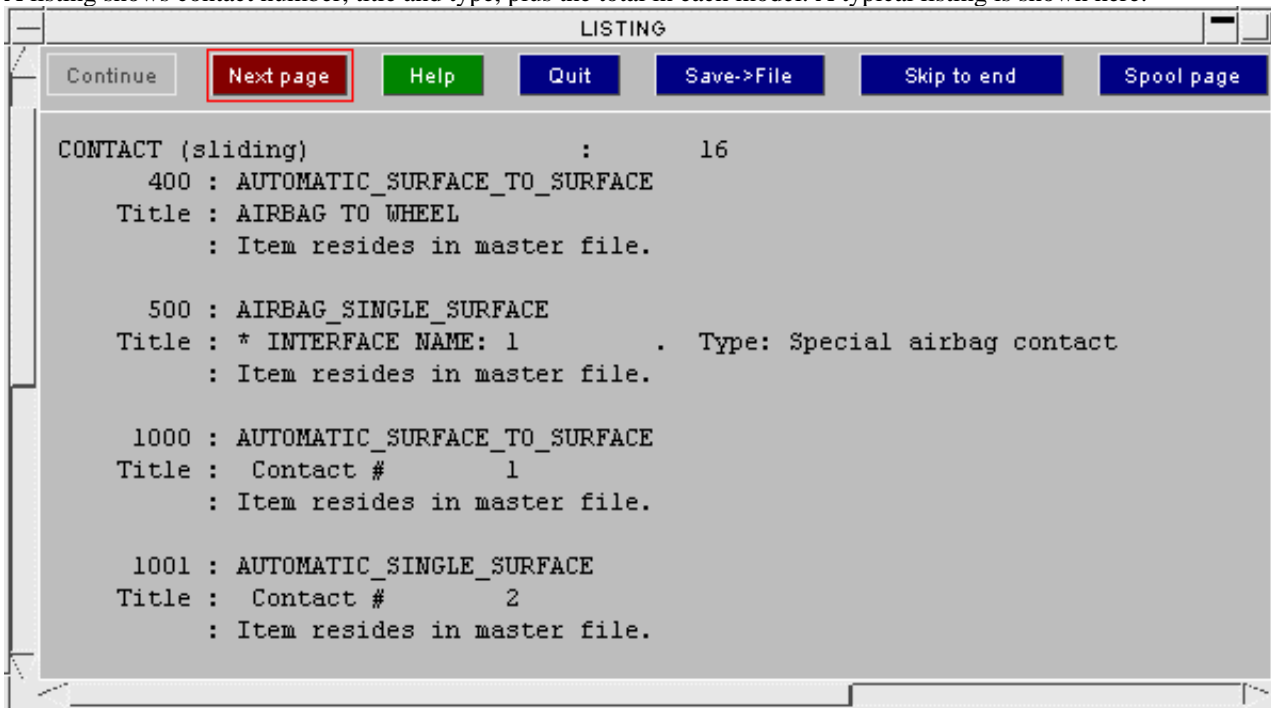 A listing shows contact number, title and type, plus the total in each model. A typical listing is shown here:
LISTING
Continue Next page Help Quit Save->File Skip to end Spool page
CONTACT (sliding) : 16
400 : AUTOMATIC_SURFACE_TO_SURFACE
Title : AIRBAG TO WHEEL
: Item resides in master file.
500 : AIRBAG_SINGLE_SURFACE
Title : * INTERFACE NAME: 1 . Type: Special airbag contact
: Item resides in master file.
1000 : AUTOMATIC_SURFACE_TO_SURFACE
Title : Contact # 1
: Item resides in master file.
1001 : AUTOMATIC_SINGLE_SURFACE
Title : Contact # 2
: Item resides in master file.